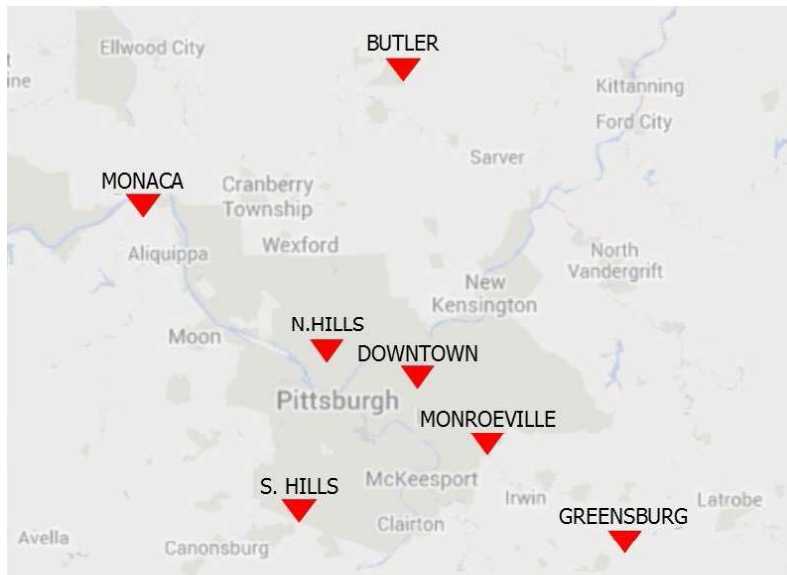 BUTLER
Ellwood City
t
ine
Kittanning
Ford City
Sarver
MONACA
Cranberry
Township
Aliquippa
Wexford
North
Vandergrift
New
Kensington
N.HILLS
Moon
DOWNTOWN
Pittsburgh
MONROEVILLE
McKeesport
S. HILLS
Irwin
Latrobe
GREENSBURG
Clairton
Avella
Canonsburg